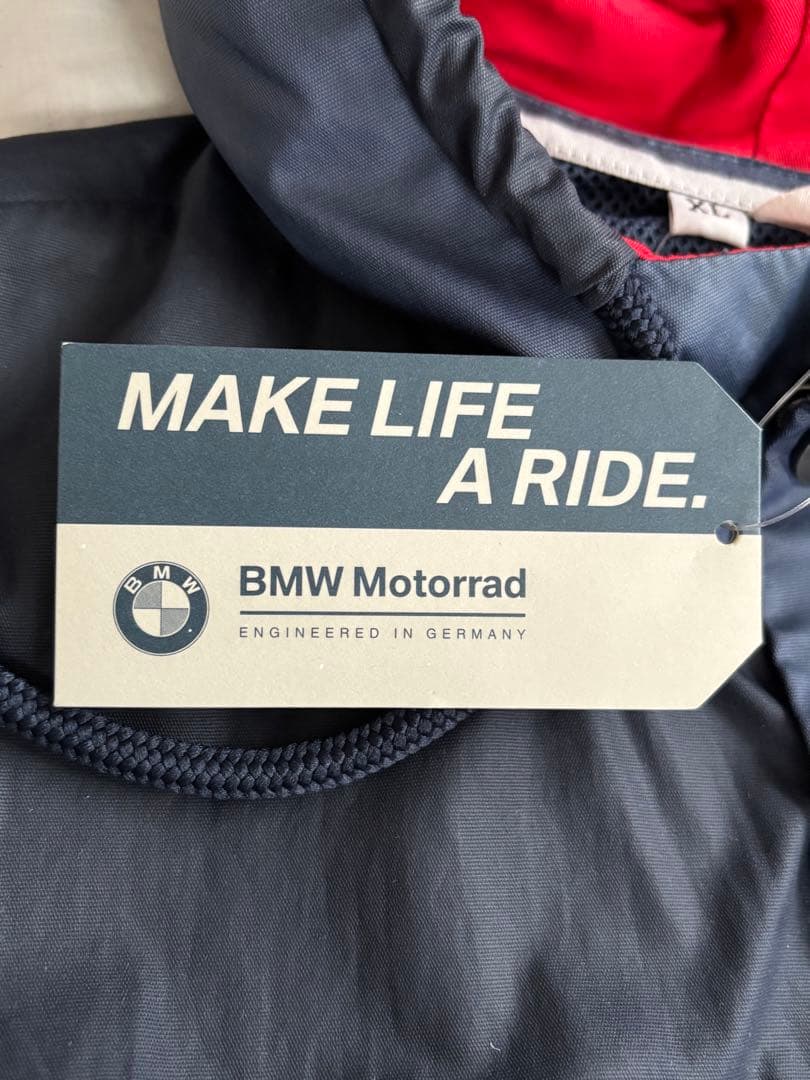 XL
MAKE LIFE
A RIDE.
BMW
BMW Motorrad
ENGINEERED IN GERMANY